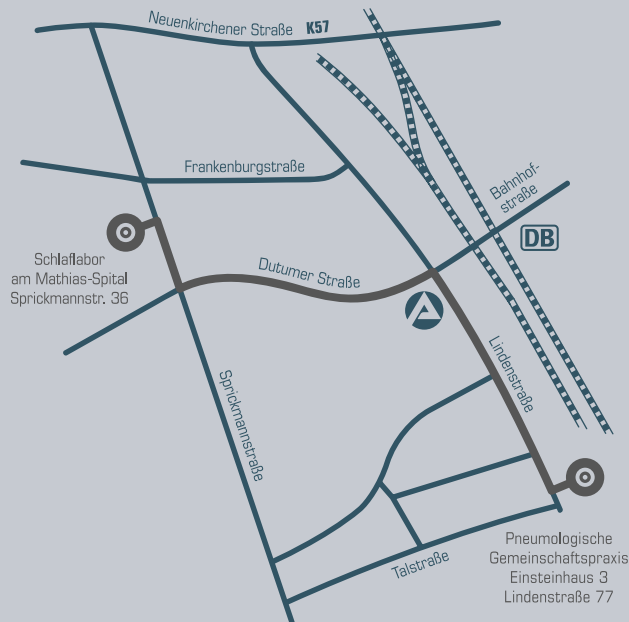 Neuenkirchener Straße K57
Frankenburgstraße
Bahnhof-
straße
DB
Schlaflabor
am Mathias-Spital
Sprickmannstr. 36
Dutumer Straße
Lindenstraße
Sprickmannstraße
Talstraße
Pneumologische
Gemeinschaftspraxis
Einsteinhaus 3
Lindenstraße 77